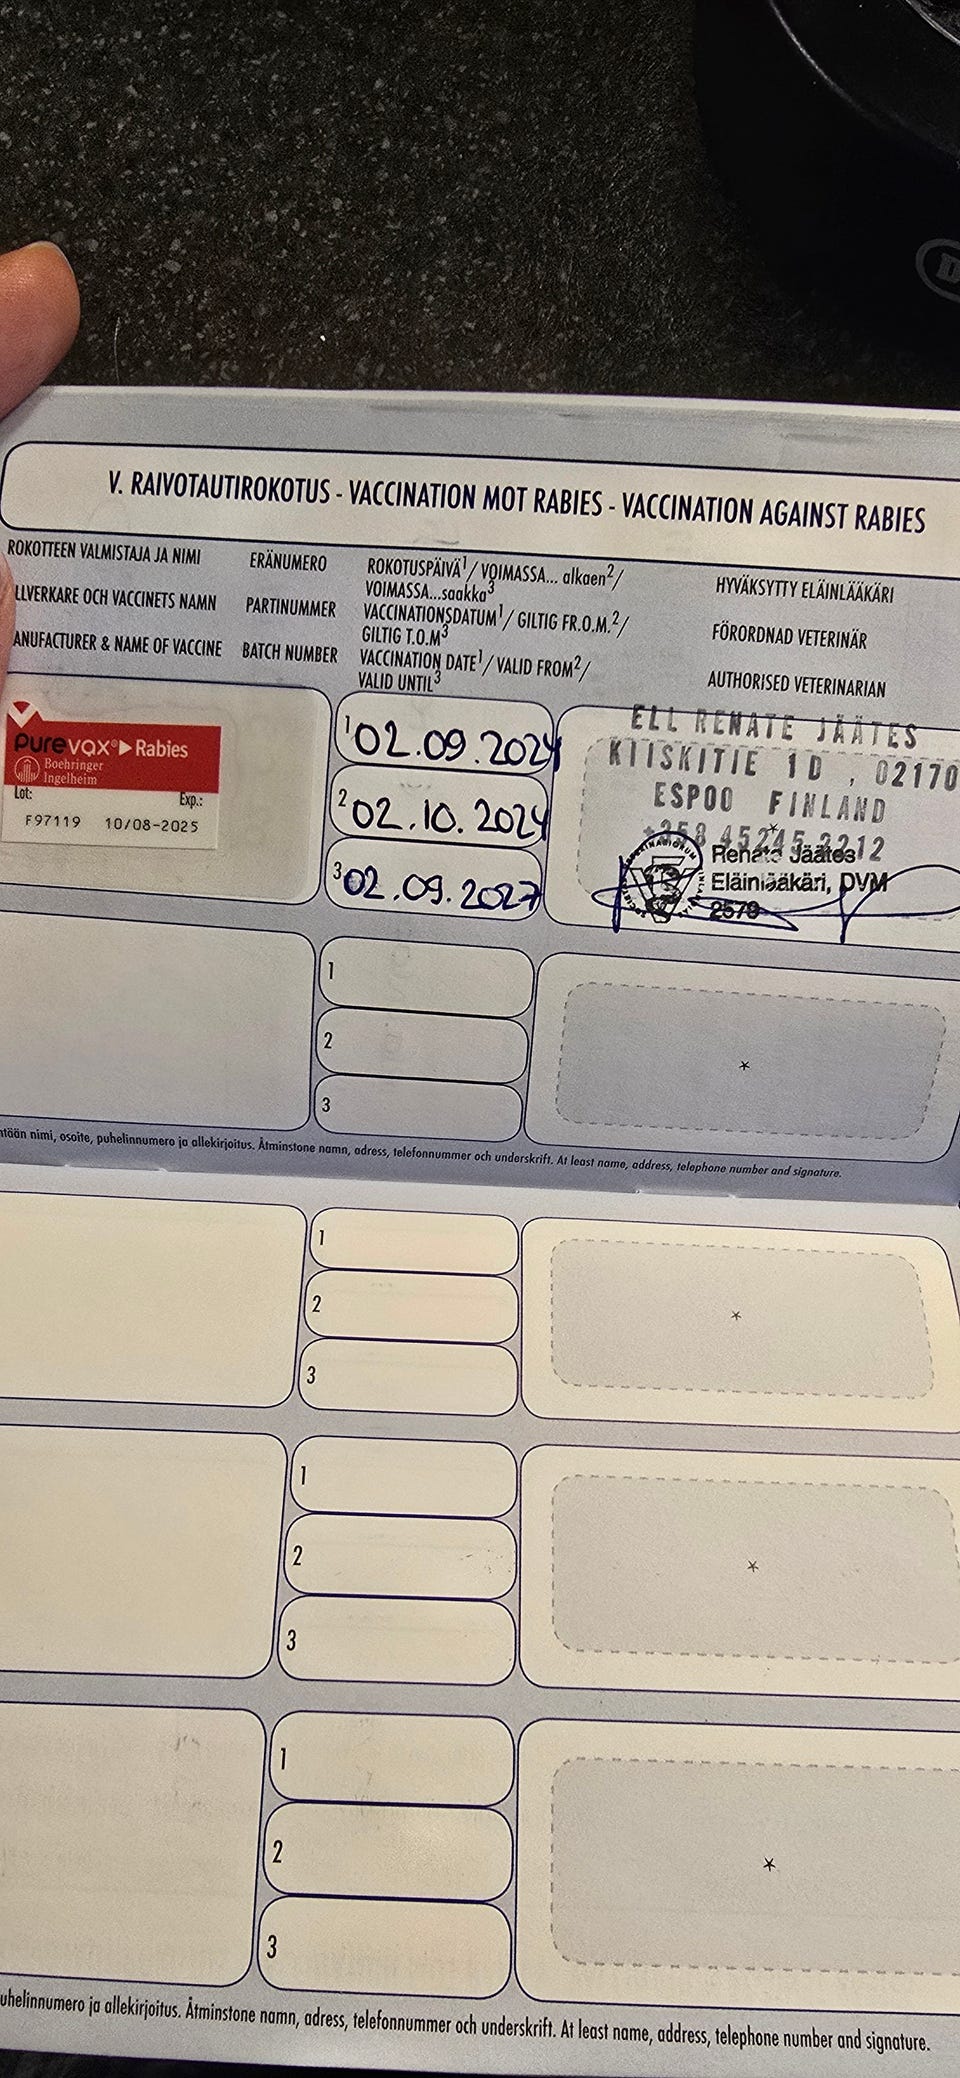 V. RAIVOTAUTIROKOTUS - VACCINATION MOT RABIES - VACCINATION AGAINST RABIES
ROKOTTEEN VALMISTAJA JA NIMI
LLVERKARE OCH VACCINETS NAMN
ANUFACTURER & NAME OF VACCINE
ERÄNUMERO
PARTINUMMER
BATCH NUMBER
ROKOTUSPÄIVÄ1/ VOIMASSA... alkaen2/
VOIMASSA...saakka3
VACCINATIONSDATUM1/ GILTIG FR.O.M.2/
GILTIG T.O.M3
VACCINATION DATE1/ VALID FROM2/
VALID UNTIL3
HYVÄKSYTTY ELÄINLÄÄKÄRI
FÖRORDNAD VETERINÄR
AUTHORISED VETERINARIAN
purevax Rabies
Boehringer
Ingelheim
Lot: Exp.:
F97119 10/08-2025
1 02.09.2024
2 02.10.2024
3 02.09.2027
ELL RENATE JÄÄTES
KIISKITIE 1D , 02170
ESPOO FINLAND
+358 45245 2212
Renate Jäätes
Eläinlääkäri, DVM
2579
1
2
3
*
ntään nimi, osoite, puhelinnumero ja allekirjoitus. Åtminstone namn, adress, telefonnummer och underskrift. At least name, address, telephone number and signature.
1
2
3
*
1
2
3
*
1
2
3
*
uhelinnumero ja allekirjoitus. Åtminstone namn, adress, telefonnummer och underskrift. At least name, address, telephone number and signature.